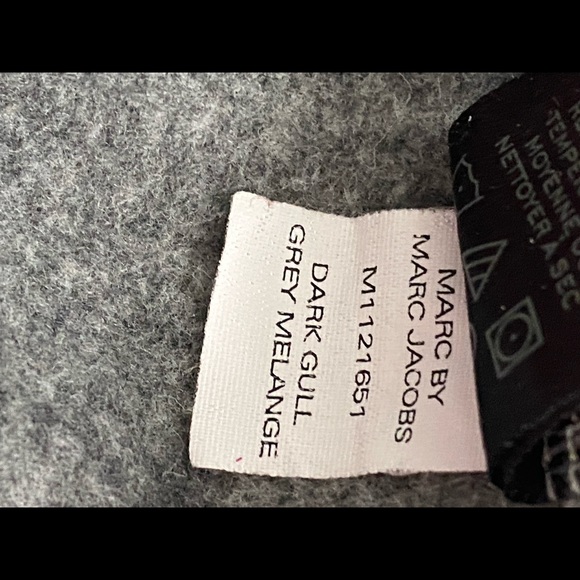 MARC BY
MARC JACOBS
M1121651
DARK GULL
GREY MELANGE
MOYENNE
NETTOYER À SEC